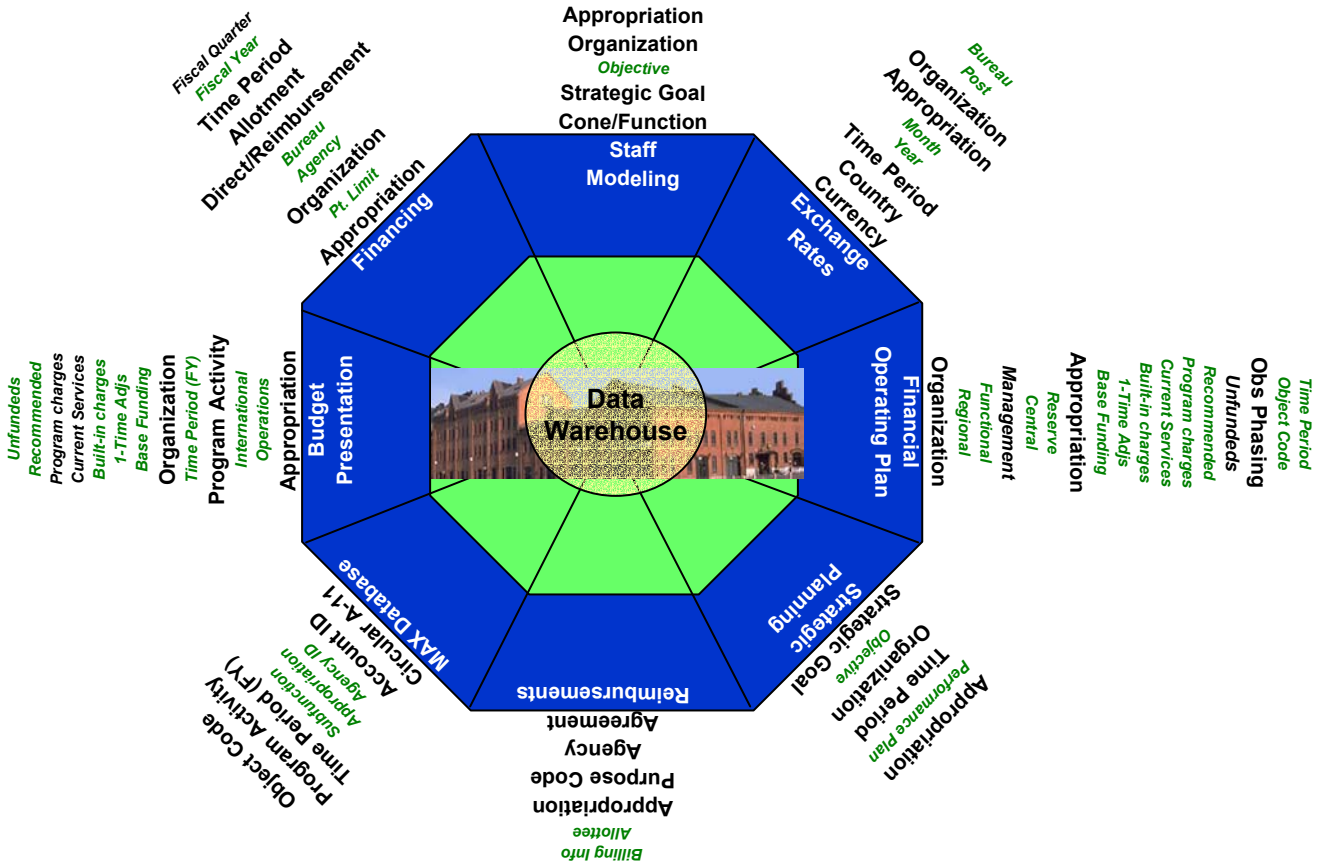 Appropriation
Organization
Objective
Strategic Goal
Cone/Function
Staff
Modeling
Bureau
Post
Organization
Appropriation
Month
Year
Time Period
Country
Currency
Exchange
Rates
Time Period
Object Code
Obs Phasing
Unfundeds
Recommended
Program charges
Current Services
Built-in charges
1-Time Adjs
Base Funding
Appropriation
Reserve
Central
Management
Functional
Regional
Organization
Financial
Operating Plan
Strategic
Planning
Strategic Goal
Objective
Organization
Time Period
Performance Plan
Appropriation
Reimbursements
Agreement
Agency
Purpose Code
Appropriation
Allottee
Billing Info
MAX Database
Circular A-11
Account ID
Agency ID
Appropriation
Subfunction
Time Period (FY)
Program Activity
Object Code
Unfundeds
Recommended
Program charges
Current Services
Built-in charges
1-Time Adjs
Base Funding
Organization
Time Period (FY)
Program Activity
International
Operations
Appropriation
Budget
Presentation
Fiscal Quarter
Fiscal Year
Time Period
Allotment
Direct/Reimbursement
Bureau
Agency
Organization
Pt. Limit
Appropriation
Financing
Data
Warehouse